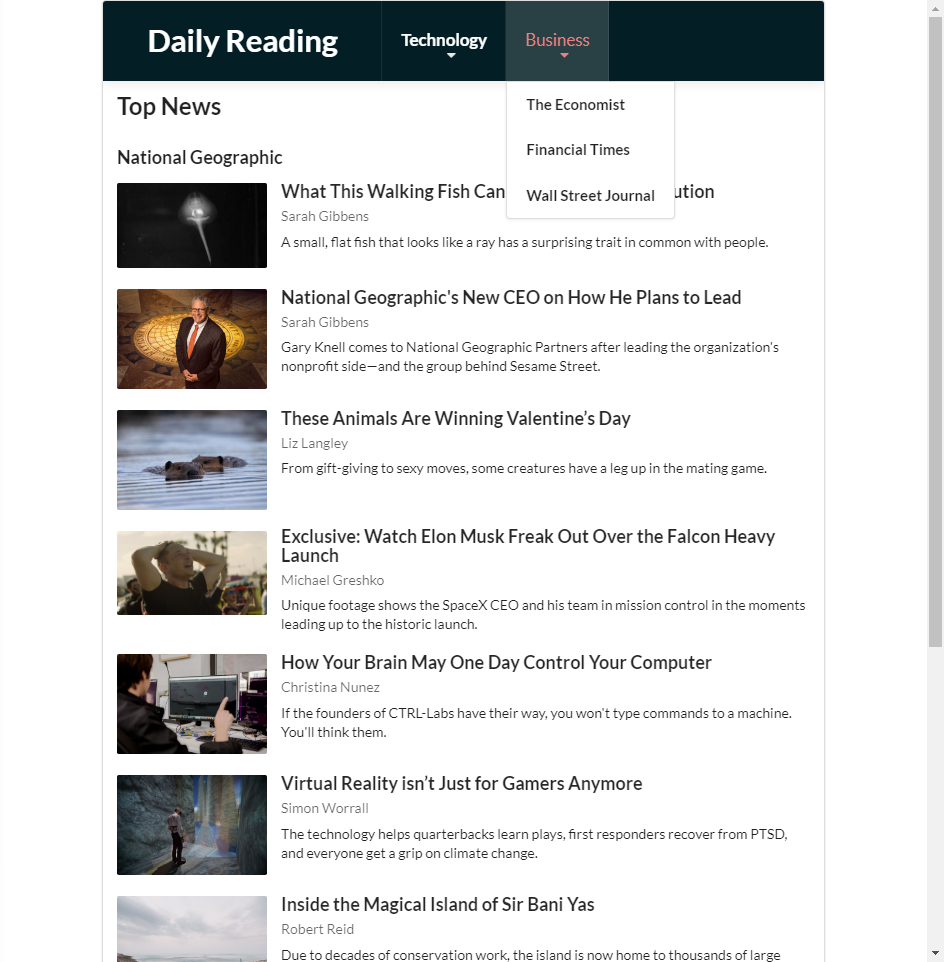 Daily Reading
Technology
Business
The Economist
Financial Times
Wall Street Journal
Top News
National Geographic
What This Walking Fish Can ution
Sarah Gibbens
A small, flat fish that looks like a ray has a surprising trait in common with people.
National Geographic's New CEO on How He Plans to Lead
Sarah Gibbens
Gary Knell comes to National Geographic Partners after leading the organization's
nonprofit side—and the group behind Sesame Street.
These Animals Are Winning Valentine’s Day
Liz Langley
From gift-giving to sexy moves, some creatures have a leg up in the mating game.
Exclusive: Watch Elon Musk Freak Out Over the Falcon Heavy
Launch
Michael Greshko
Unique footage shows the SpaceX CEO and his team in mission control in the moments
leading up to the historic launch.
How Your Brain May One Day Control Your Computer
Christina Nunez
If the founders of CTRL-Labs have their way, you won't type commands to a machine.
You'll think them.
Virtual Reality isn’t Just for Gamers Anymore
Simon Worrall
The technology helps quarterbacks learn plays, first responders recover from PTSD,
and everyone get a grip on climate change.
Inside the Magical Island of Sir Bani Yas
Robert Reid
Due to decades of conservation work, the island is now home to thousands of large